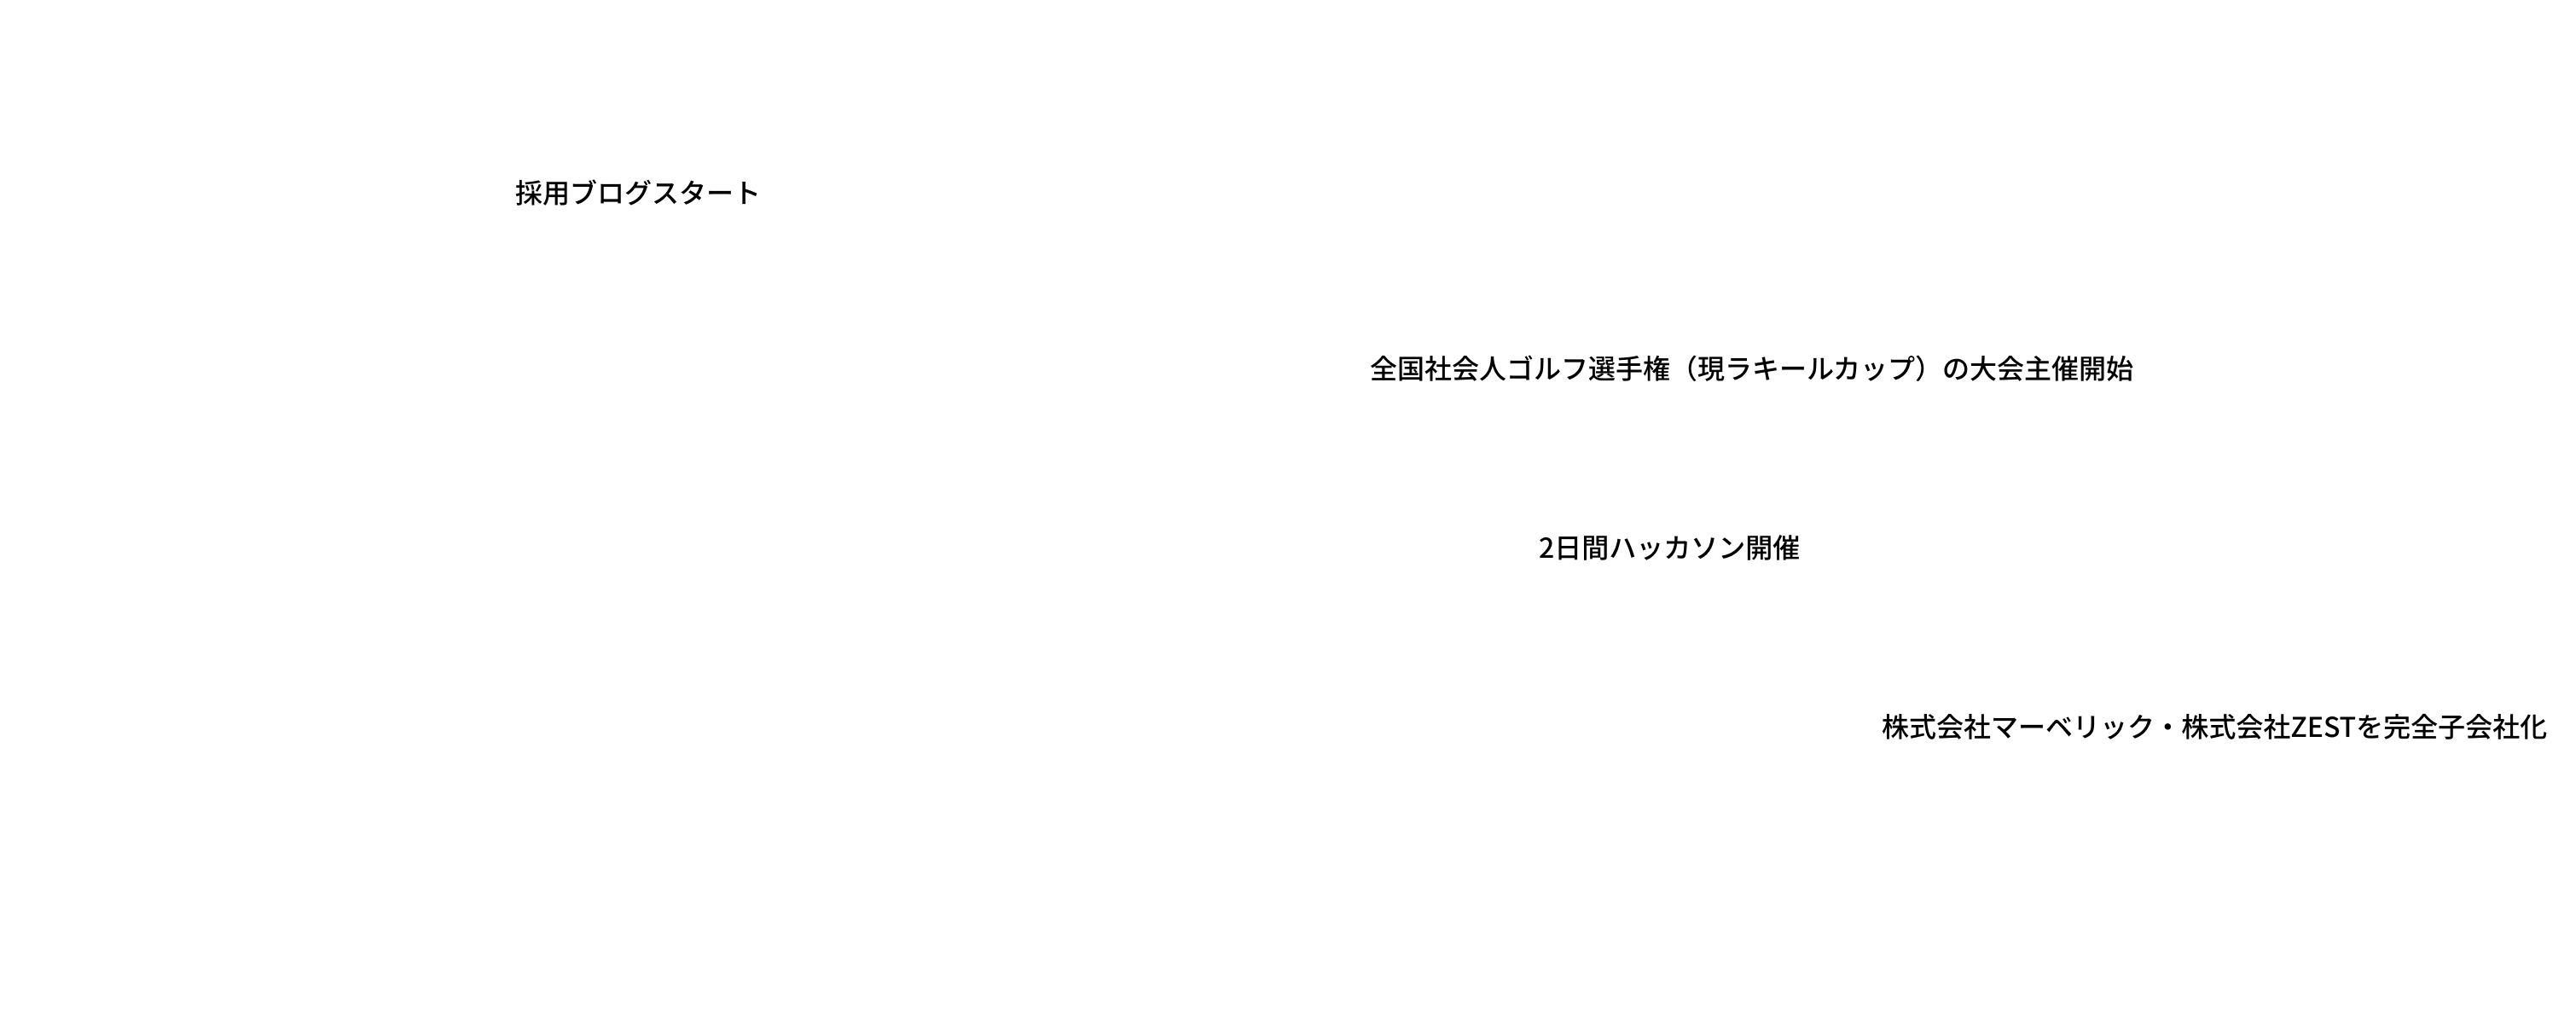 採用ブログスタート
全国社会人ゴルフ選手権（現ラキールカップ）の大会主催開始
2日間ハッカソン開催
株式会社マーベリック・株式会社ZESTを完全子会社化